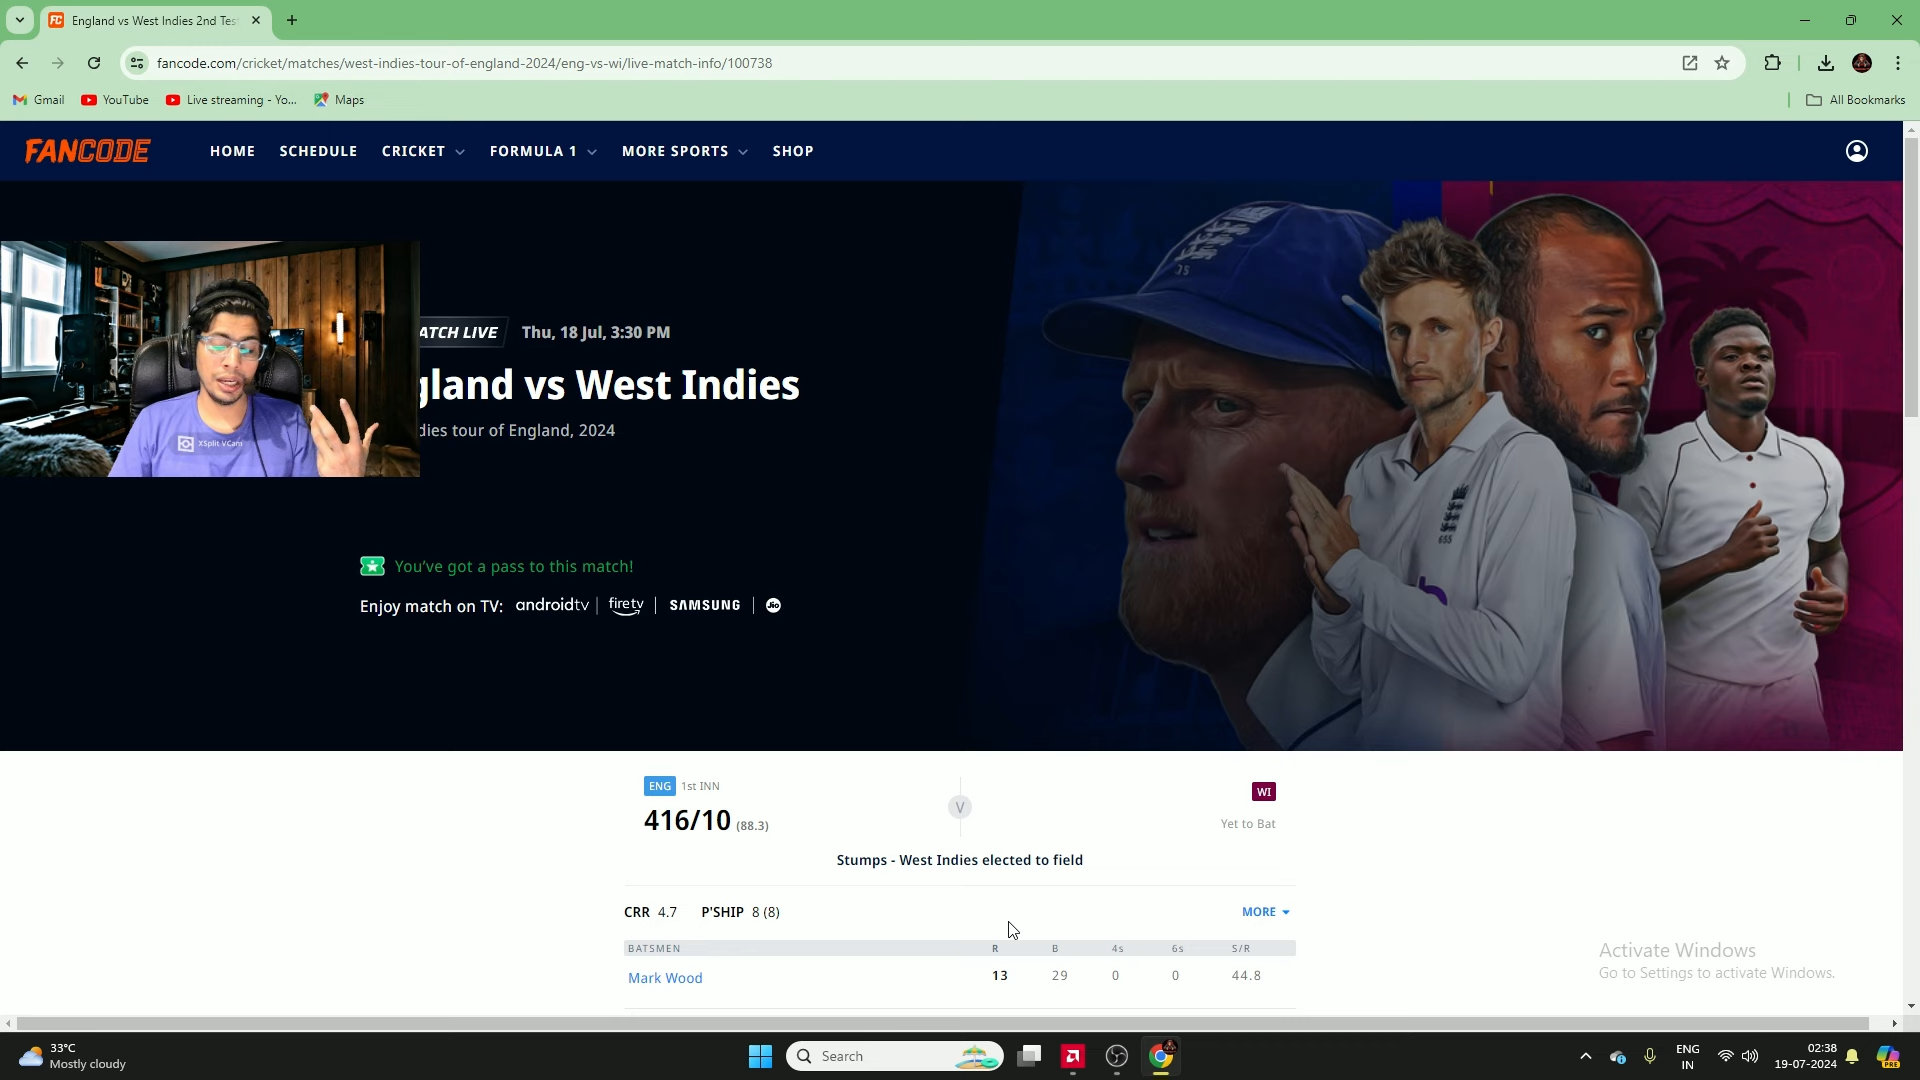 England vs West Indies 2nd Tes
fancode.com/cricket/matches/west-indies-tour-of-england-2024/eng-vs-wi/live-match-info/100738
Gmail YouTube Live streaming - Yo... Maps All Bookmarks
FANCODE HOME SCHEDULE CRICKET FORMULA 1 MORE SPORTS SHOP
ATCH LIVE Thu, 18 Jul, 3:30 PM
gland vs West Indies
dies tour of England, 2024
XSplit VCam
You've got a pass to this match!
Enjoy match on TV: androidtv firetv SAMSUNG Jio
655
ENG 1st INN V WI
416/10 (88.3) Yet to Bat
Stumps - West Indies elected to field
CRR 4.7 P'SHIP 8 (8) MORE
BATSMEN R B 4s 6s S/R
Mark Wood 13 29 0 0 44.8
Activate Windows
Go to Settings to activate Windows.
33°C
Mostly cloudy
Search
ENG
IN
02:38
19-07-2024
PRE